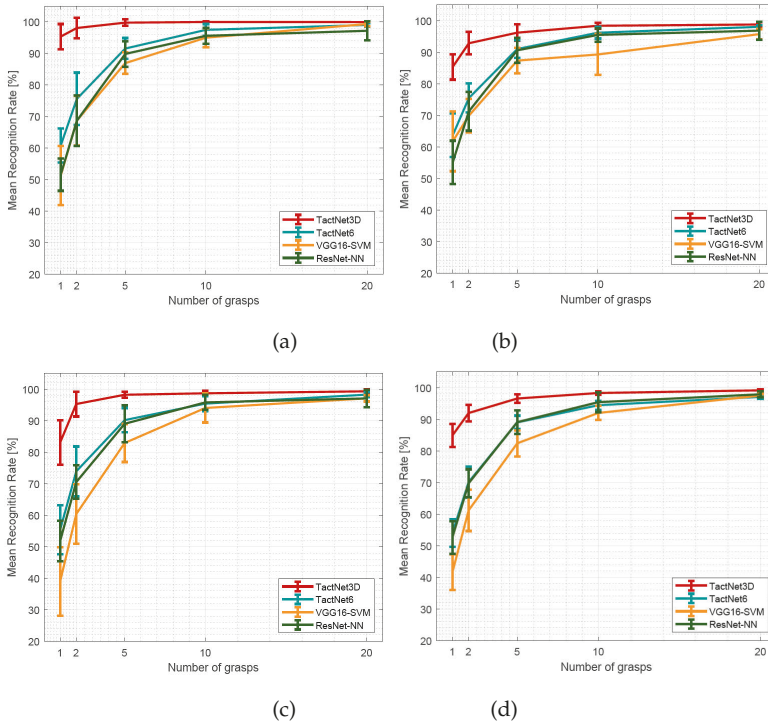 100
90
80
70
60
50
40
30
20
Mean Recognition Rate [%]
1 2 5 10 20
Number of grasps
TactNet3D
TactNet6
VGG16-SVM
ResNet-NN
(a)
100
90
80
70
60
50
40
30
20
Mean Recognition Rate [%]
1 2 5 10 20
Number of grasps
TactNet3D
TactNet6
VGG16-SVM
ResNet-NN
(b)
100
90
80
70
60
50
40
30
20
Mean Recognition Rate [%]
1 2 5 10 20
Number of grasps
TactNet3D
TactNet6
VGG16-SVM
ResNet-NN
(c)
100
90
80
70
60
50
40
30
20
Mean Recognition Rate [%]
1 2 5 10 20
Number of grasps
TactNet3D
TactNet6
VGG16-SVM
ResNet-NN
(d)